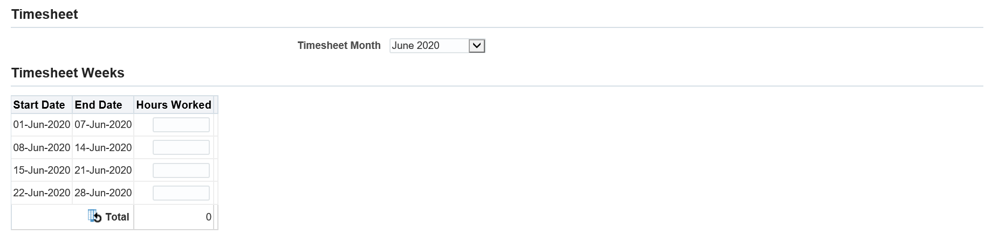 Timesheet
Timesheet Month June 2020
Timesheet Weeks
Start Date End Date Hours Worked
01-Jun-2020 07-Jun-2020
08-Jun-2020 14-Jun-2020
15-Jun-2020 21-Jun-2020
22-Jun-2020 28-Jun-2020
Total 0